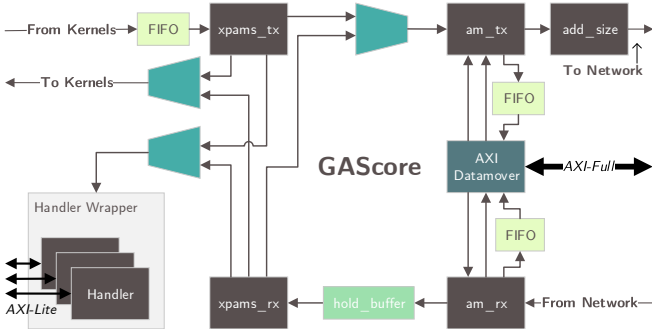 From Kernels
FIFO
xpams_tx
am_tx
add_size
To Network
To Kernels
FIFO
AXI
Datamover
AXI-Full
GAScore
Handler Wrapper
Handler
AXI-Lite
FIFO
xpams_rx
hold_buffer
am_rx
From Network